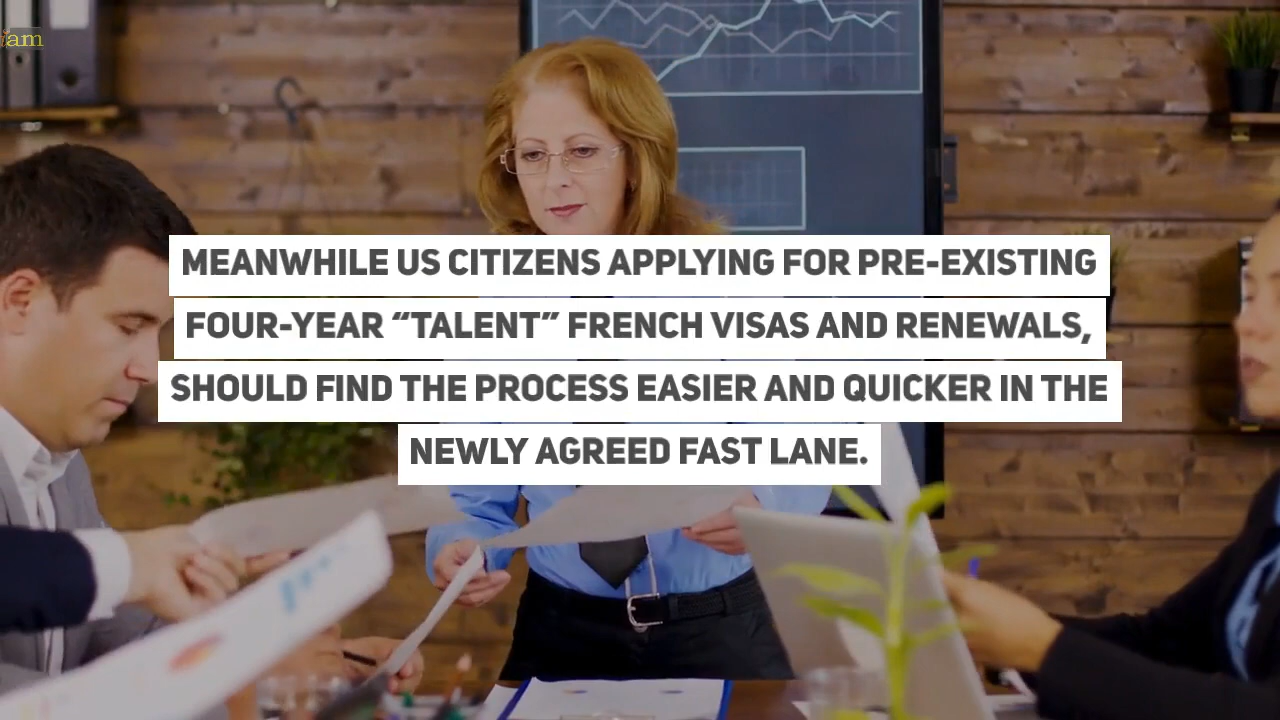 iam
MEANWHILE US CITIZENS APPLYING FOR PRE-EXISTING
FOUR-YEAR “TALENT” FRENCH VISAS AND RENEWALS,
SHOULD FIND THE PROCESS EASIER AND QUICKER IN THE
NEWLY AGREED FAST LANE.